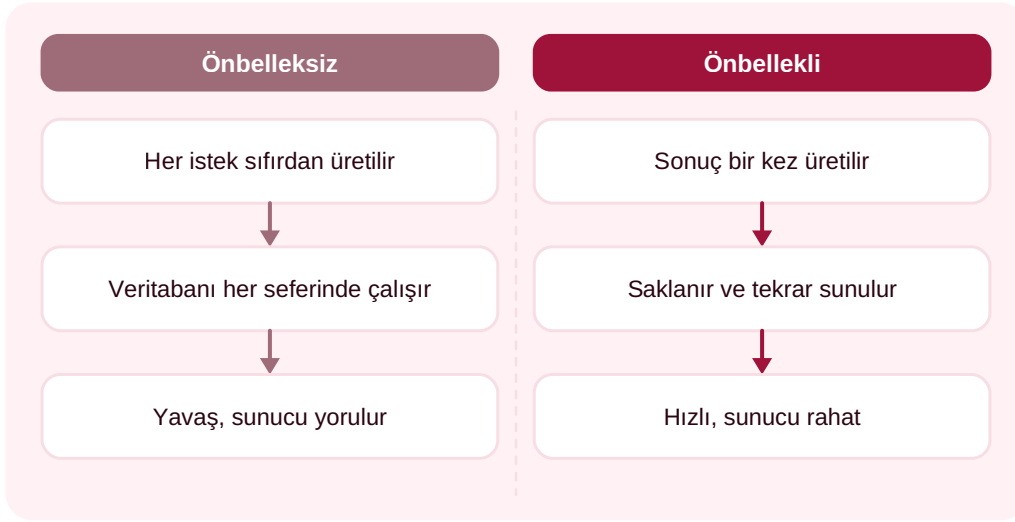 Önbelleksiz
Her istek sıfırdan üretilir
Veritabanı her seferinde çalışır
Yavaş, sunucu yorulur
Önbellekli
Sonuç bir kez üretilir
Saklanır ve tekrar sunulur
Hızlı, sunucu rahat